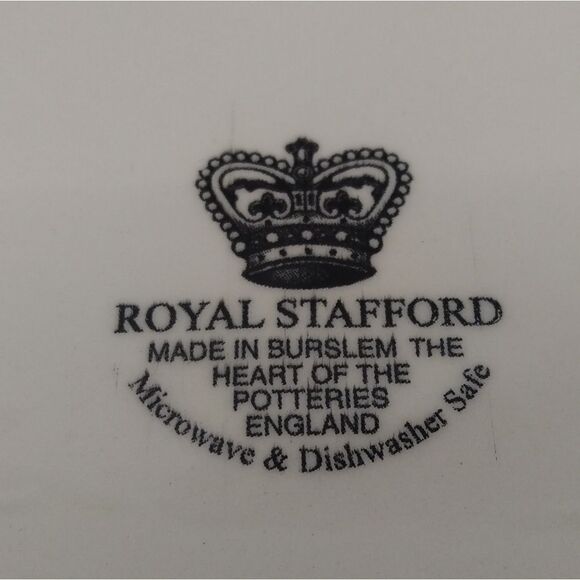 ROYAL STAFFORD
MADE IN BURSLEM THE
HEART OF THE
POTTERIES
ENGLAND
Microwave & Dishwasher Safe